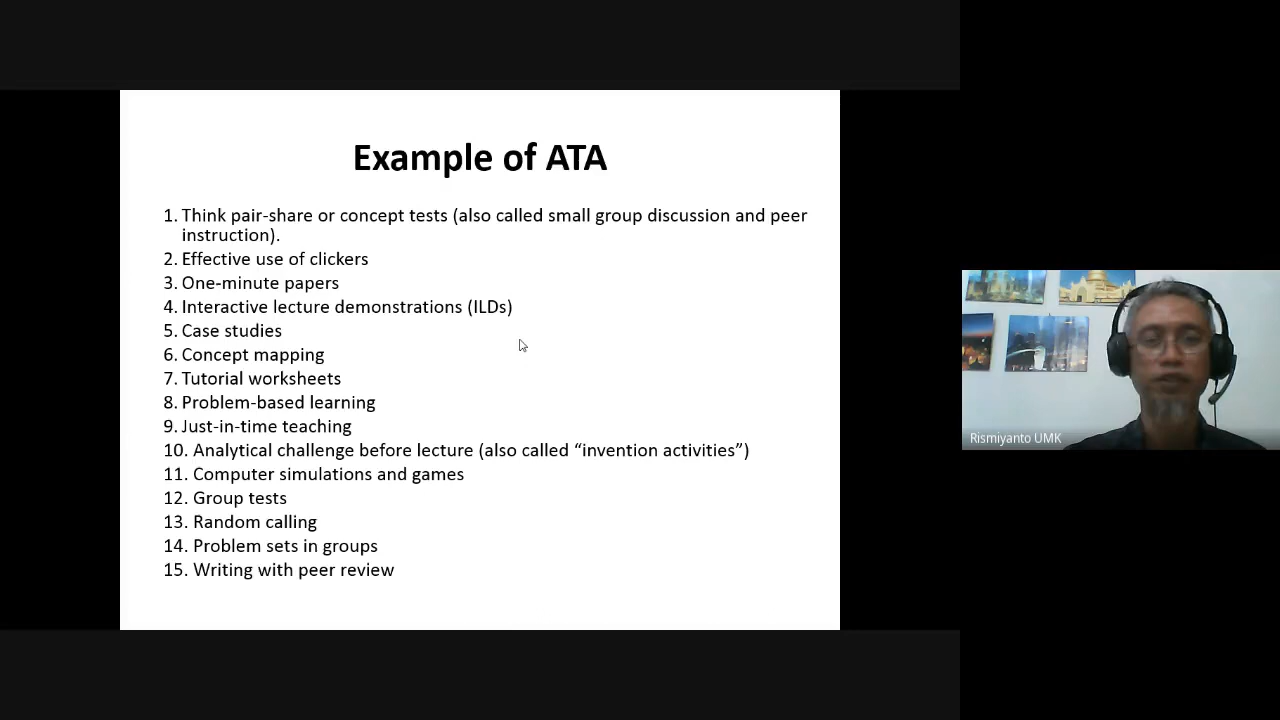 Example of ATA
1. Think pair-share or concept tests (also called small group discussion and peer
instruction).
2. Effective use of clickers
3. One-minute papers
4. Interactive lecture demonstrations (ILDs)
5. Case studies
6. Concept mapping
7. Tutorial worksheets
8. Problem-based learning
9. Just-in-time teaching
10. Analytical challenge before lecture (also called “invention activities”)
11. Computer simulations and games
12. Group tests
13. Random calling
14. Problem sets in groups
15. Writing with peer review
Rismiyanto UMK